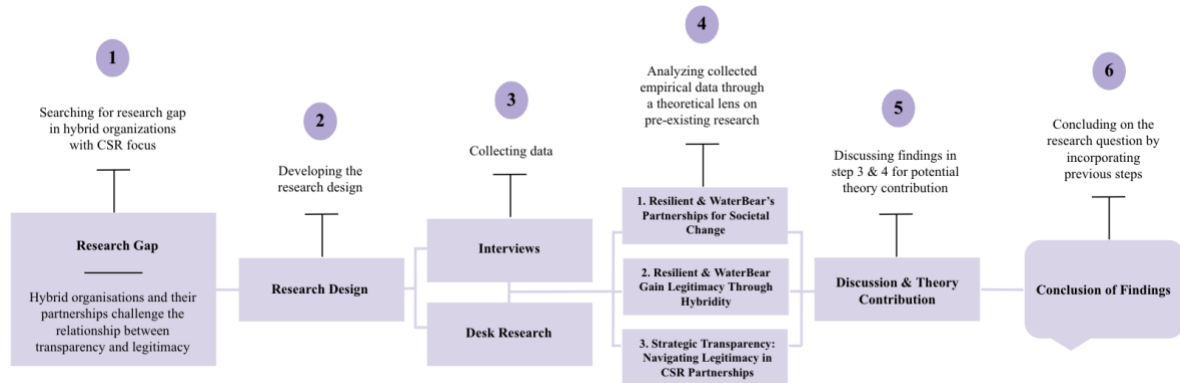 1
Searching for research gap
in hybrid organizations
with CSR focus
Research Gap
Hybrid organisations and their
partnerships challenge the
relationship between
transparency and legitimacy
2
Developing the
research design
Research Design
3
Collecting data
Interviews
Desk Research
4
Analyzing collected
empirical data through
a theoretical lens on
pre-existing research
1. Resilient & WaterBear's
Partnerships for Societal
Change
2. Resilient & WaterBear
Gain Legitimacy Through
Hybridity
3. Strategic Transparency:
Navigating Legitimacy in
CSR Partnerships
5
Discussing findings in
step 3 & 4 for potential
theory contribution
Discussion & Theory
Contribution
6
Concluding on the
research question by
incorporating
previous steps
Conclusion of Findings